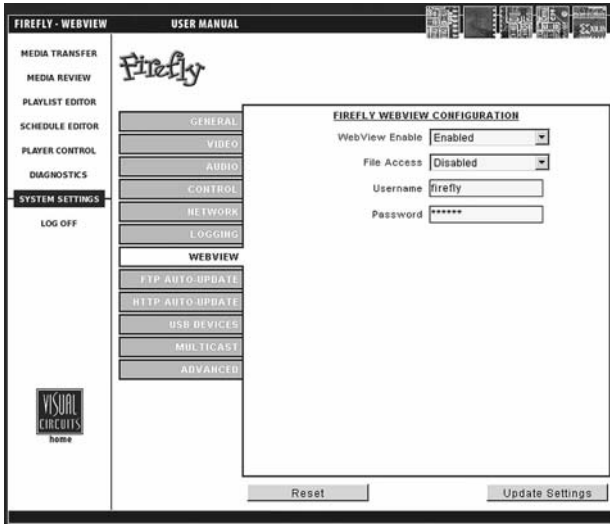 FIREFLY - WEBVIEW
USER MANUAL
XILIN
MEDIA TRANSFER
MEDIA REVIEW
PLAYLIST EDITOR
SCHEDULE EDITOR
PLAYER CONTROL
DIAGNOSTICS
SYSTEM SETTINGS
LOG OFF
Firefly
GENERAL
VIDEO
AUDIO
CONTROL
NETWORK
LOGGING
WEBVIEW
FTP AUTO-UPDATE
HTTP AUTO-UPDATE
USB DEVICES
MULTICAST
ADVANCED
FIREFLY WEBVIEW CONFIGURATION
WebView Enable Enabled
File Access Disabled
Username firefly
Password ******
VISUAL
CIRCUITS
home
Reset
Update Settings